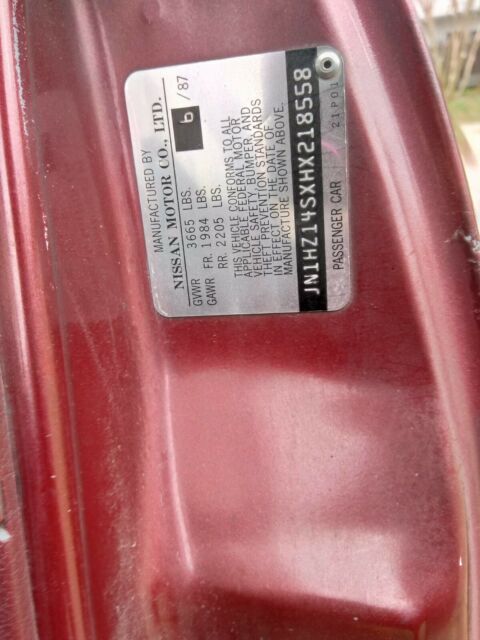 MANUFACTURED BY 6 /87
NISSAN MOTOR CO., LTD.
GVWR 3665 LBS.
GAWR FR. 1984 LBS.
RR. 2205 LBS.
THIS VEHICLE CONFORMS TO ALL
APPLICABLE FEDERAL MOTOR
VEHICLE SAFETY, BUMPER, AND
THEFT PREVENTION STANDARDS
IN EFFECT ON THE DATE OF
MANUFACTURE SHOWN ABOVE.
JN1HZ14SXHX218558
PASSENGER CAR 21P01